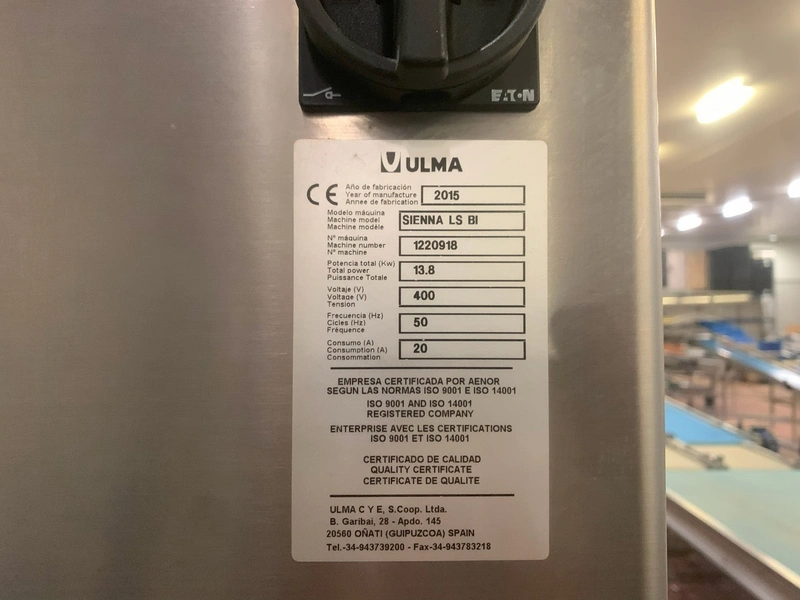 EATON
ULMA
CE
Año de fabricación
Year of manufacture
Annee de fabrication
2015
Modelo máquina
Machine model
Machine modèle
SIENNA LS BI
Nº máquina
Machine number
Nº machine
1220918
Potencia total (Kw)
Total power
Puissance Totale
13.8
Voltaje (V)
Voltage (V)
Tension
400
Frecuencia (Hz)
Cicles (Hz)
Fréquence
50
Consumo (A)
Consumption (A)
Consommation
20
EMPRESA CERTIFICADA POR AENOR
SEGUN LAS NORMAS ISO 9001 E ISO 14001
ISO 9001 AND ISO 14001
REGISTERED COMPANY
ENTERPRISE AVEC LES CERTIFICATIONS
ISO 9001 ET ISO 14001
CERTIFICADO DE CALIDAD
QUALITY CERTIFICATE
CERTIFICATE DE QUALITE
ULMA C Y E, S.Coop. Ltda.
B. Garibai, 28 - Apdo. 145
20560 OÑATI (GUIPUZCOA) SPAIN
Tel.-34-943739200 - Fax-34-943783218